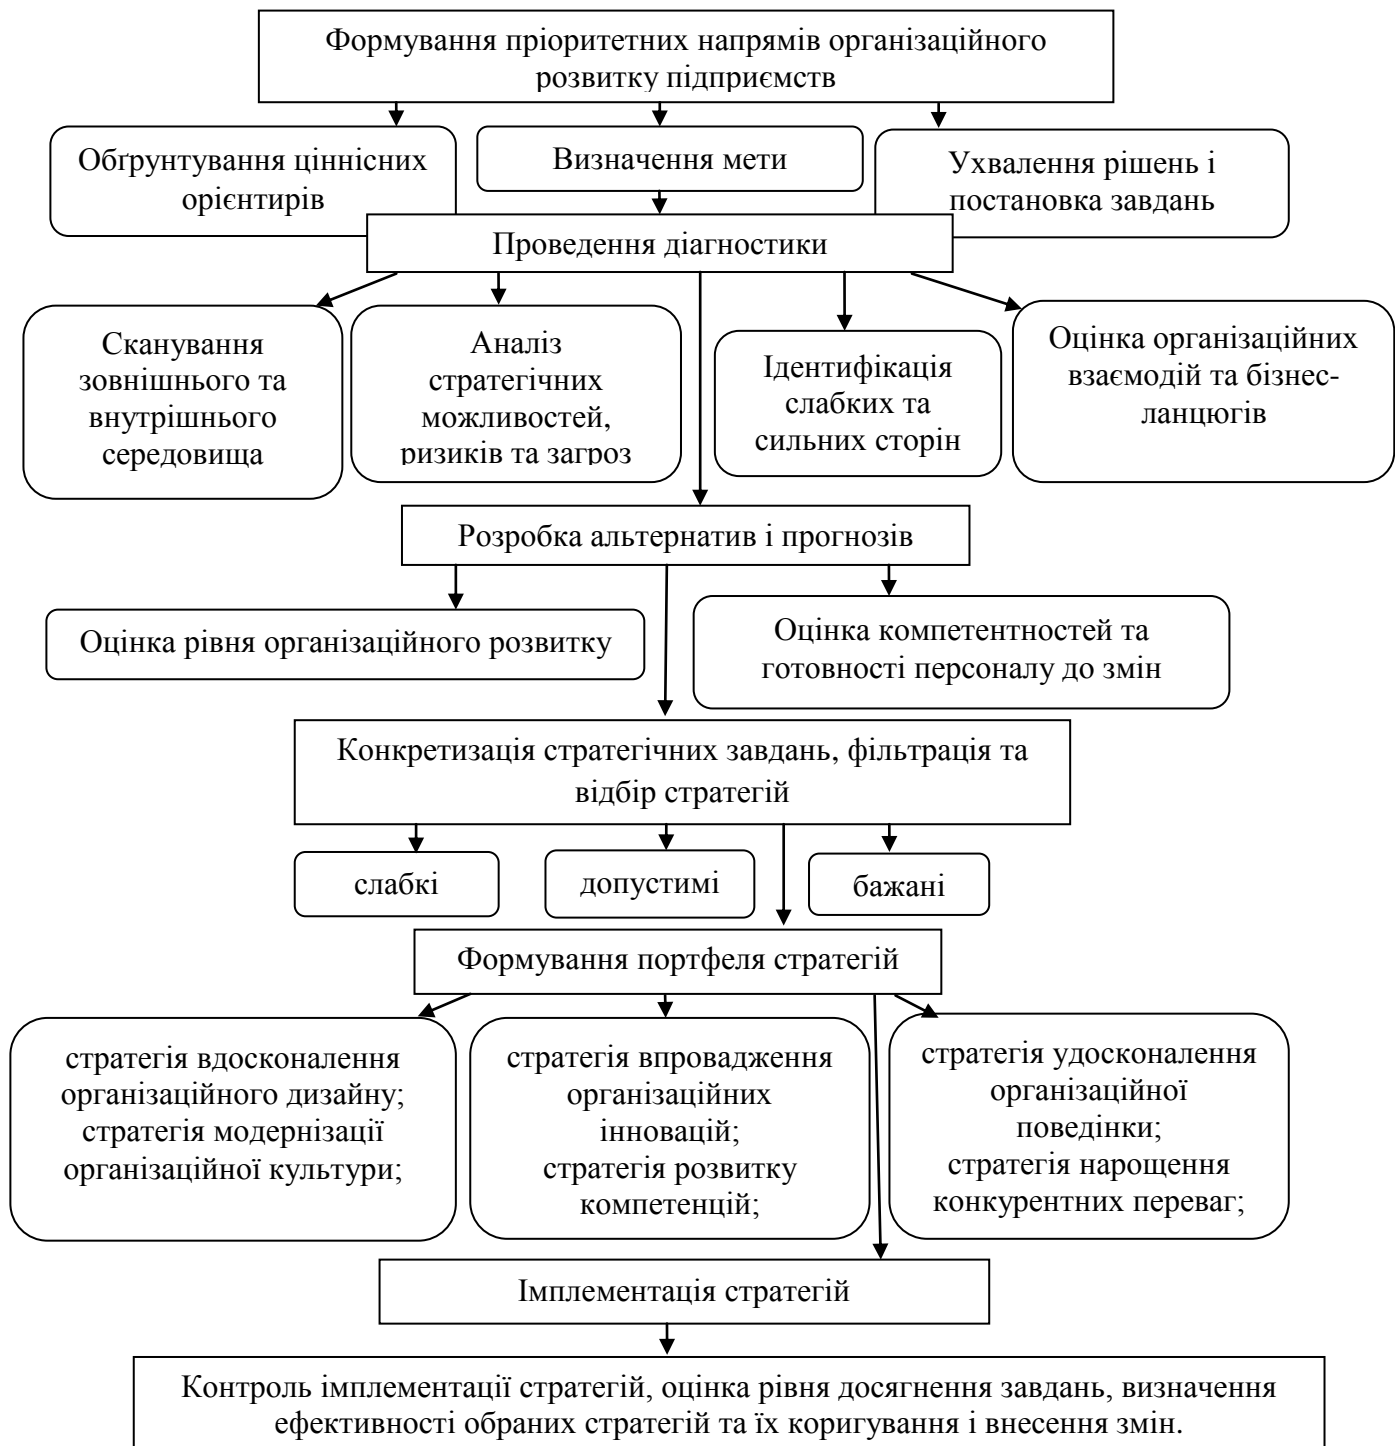 Формування пріоритетних напрямів організаційного
розвитку підприємств
Обґрунтування ціннісних
орієнтирів
Визначення мети
Ухвалення рішень і
постановка завдань
Проведення діагностики
Сканування
зовнішнього та
внутрішнього
середовища
Аналіз
стратегічних
можливостей,
ризиків та загроз
Ідентифікація
слабких та
сильних сторін
Оцінка організаційних
взаємодій та бізнес-
ланцюгів
Розробка альтернатив і прогнозів
Оцінка рівня організаційного розвитку
Оцінка компетентностей та
готовності персоналу до змін
Конкретизація стратегічних завдань, фільтрація та
відбір стратегій
слабкі
допустимі
бажані
Формування портфеля стратегій
стратегія вдосконалення
організаційного дизайну;
стратегія модернізації
організаційної культури;
стратегія впровадження
організаційних
інновацій;
стратегія розвитку
компетенцій;
стратегія удосконалення
організаційної
поведінки;
стратегія нарощення
конкурентних переваг;
Імплементація стратегій
Контроль імплементації стратегій, оцінка рівня досягнення завдань, визначення
ефективності обраних стратегій та їх коригування і внесення змін.